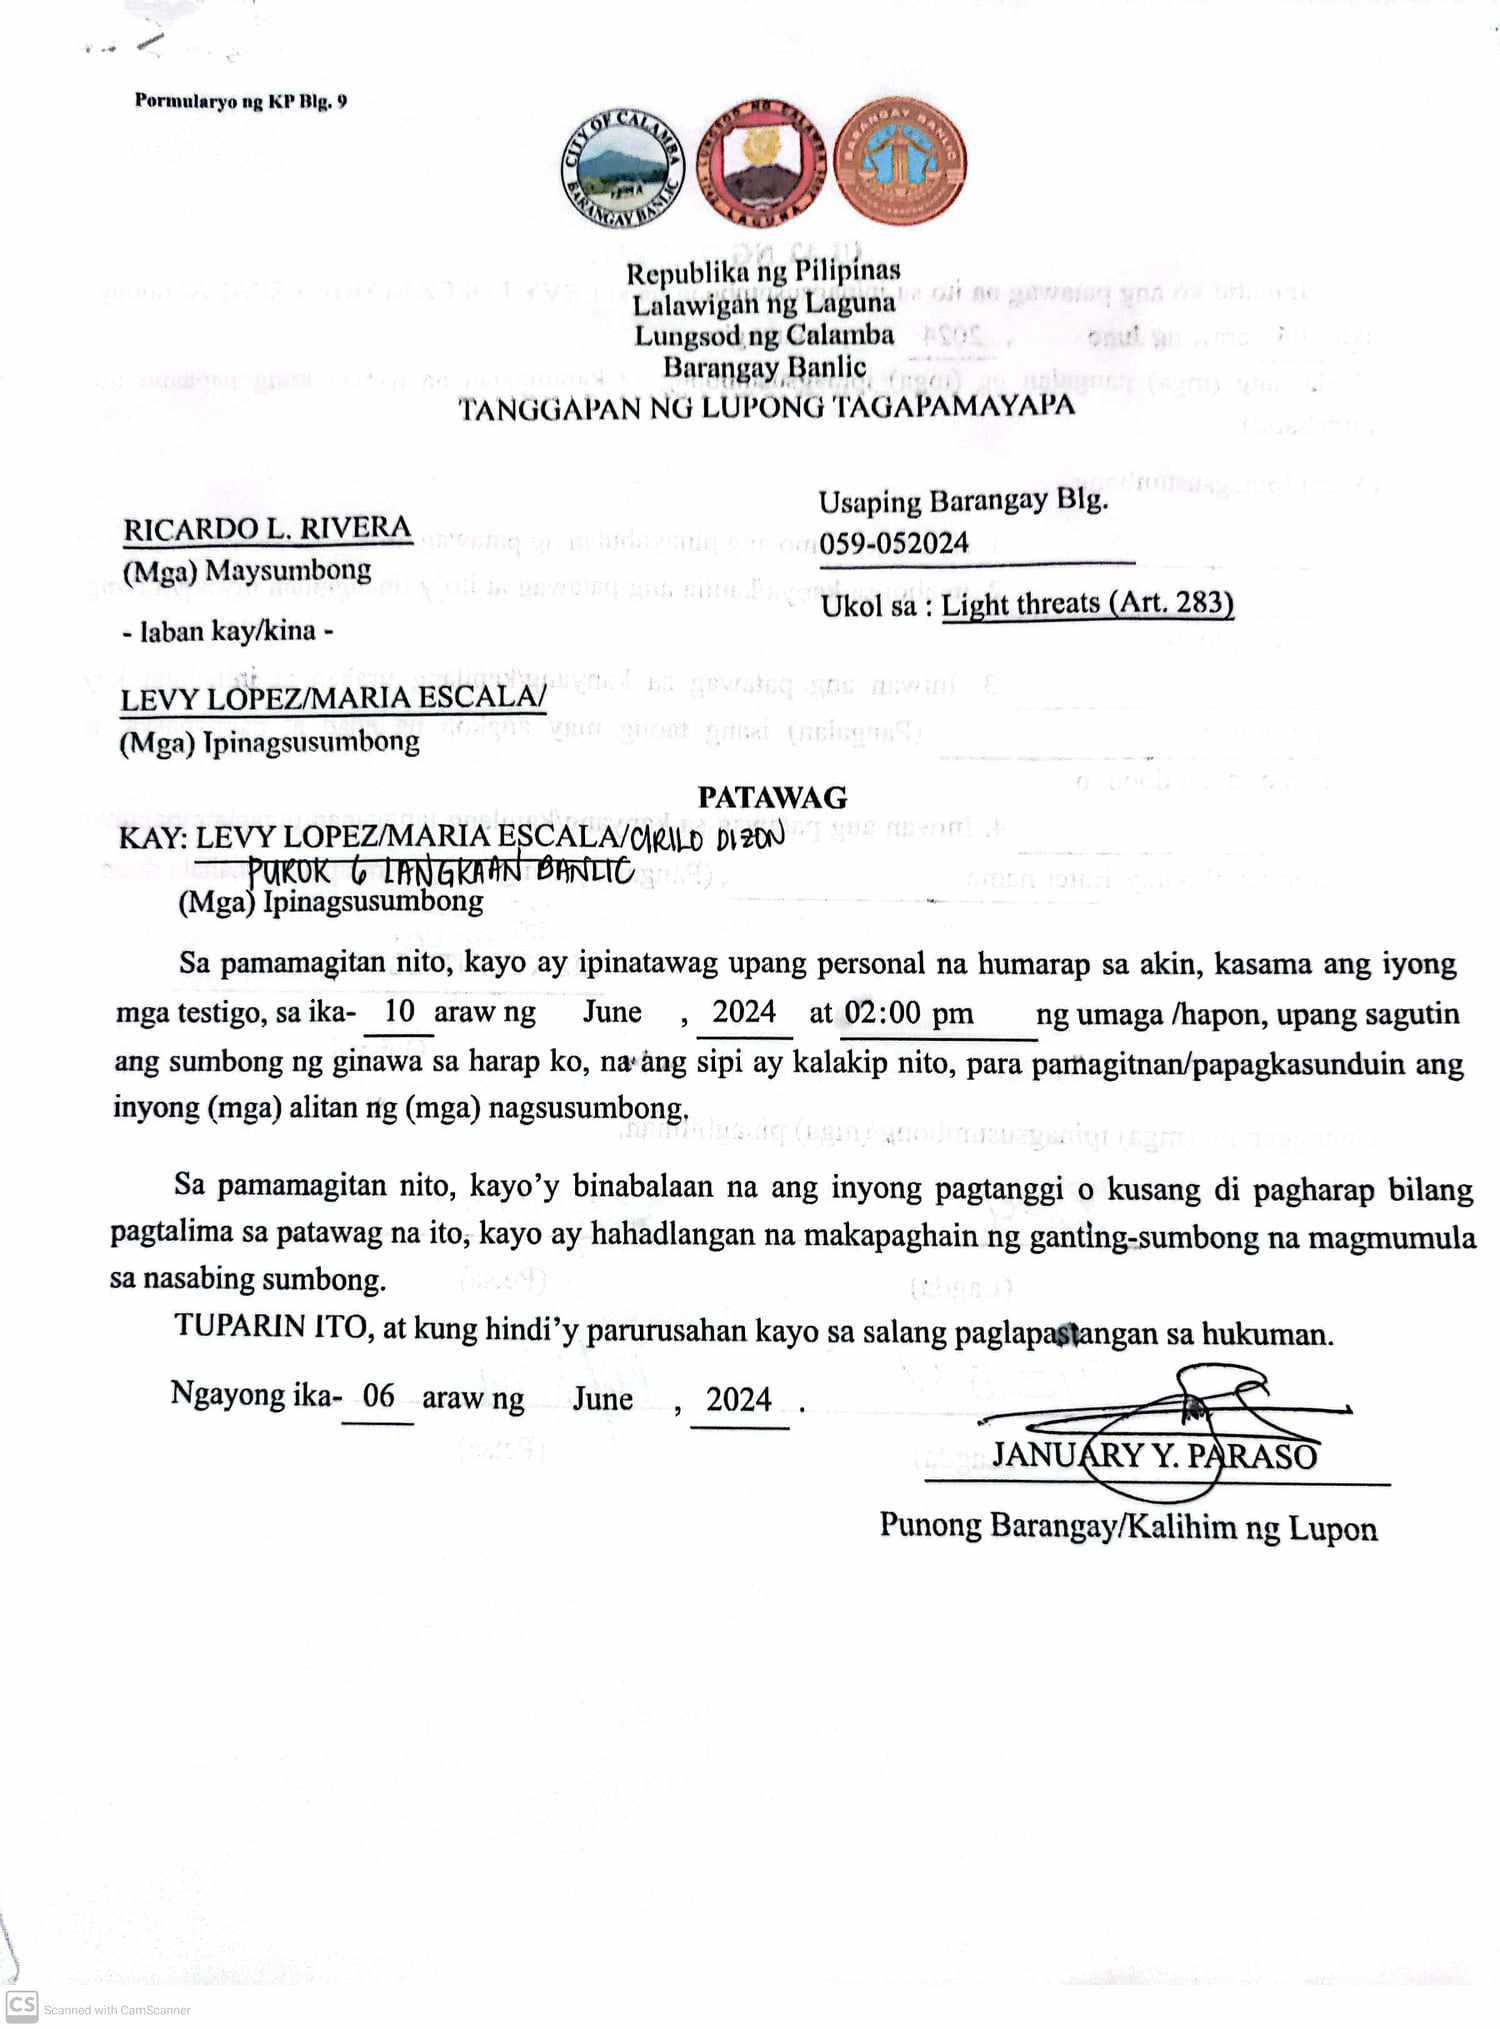 Pormularyo ng KP Blg. 9
CITY OF CALAMBA
BARANGAY BANLIC
LUNGSOD NG CALAMBA
LAGUNA
BARANGAY BANLIC
Republika ng Pilipinas
Lalawigan ng Laguna
Lungsod ng Calamba
Barangay Banlic
TANGGAPAN NG LUPONG TAGAPAMAYAPA
Usaping Barangay Blg.
059-052024
Ukol sa : Light threats (Art. 283)
RICARDO L. RIVERA
(Mga) Maysumbong
- laban kay/kina -
LEVY LOPEZ/MARIA ESCALA/
(Mga) Ipinagsusumbong
PATAWAG
KAY: LEVY LOPEZ/MARIA ESCALA/CIRILO DIZON
PUROK 6 LANGKAAN BANLIC
(Mga) Ipinagsusumbong
Sa pamamagitan nito, kayo ay ipinatawag upang personal na humarap sa akin, kasama ang iyong
mga testigo, sa ika- 10 araw ng June , 2024 at 02:00 pm ng umaga /hapon, upang sagutin
ang sumbong ng ginawa sa harap ko, na ang sipi ay kalakip nito, para pamagitnan/papagkasunduin ang
inyong (mga) alitan ng (mga) nagsusumbong.
Sa pamamagitan nito, kayo’y binabalaan na ang inyong pagtanggi o kusang di pagharap bilang
pagtalima sa patawag na ito, kayo ay hahadlangan na makapaghain ng ganting-sumbong na magmumula
sa nasabing sumbong.
TUPARIN ITO, at kung hindi’y parurusahan kayo sa salang paglapastangan sa hukuman.
Ngayong ika- 06 araw ng June , 2024 .
JANUARY Y. PARASO
Punong Barangay/Kalihim ng Lupon
CS Scanned with CamScanner